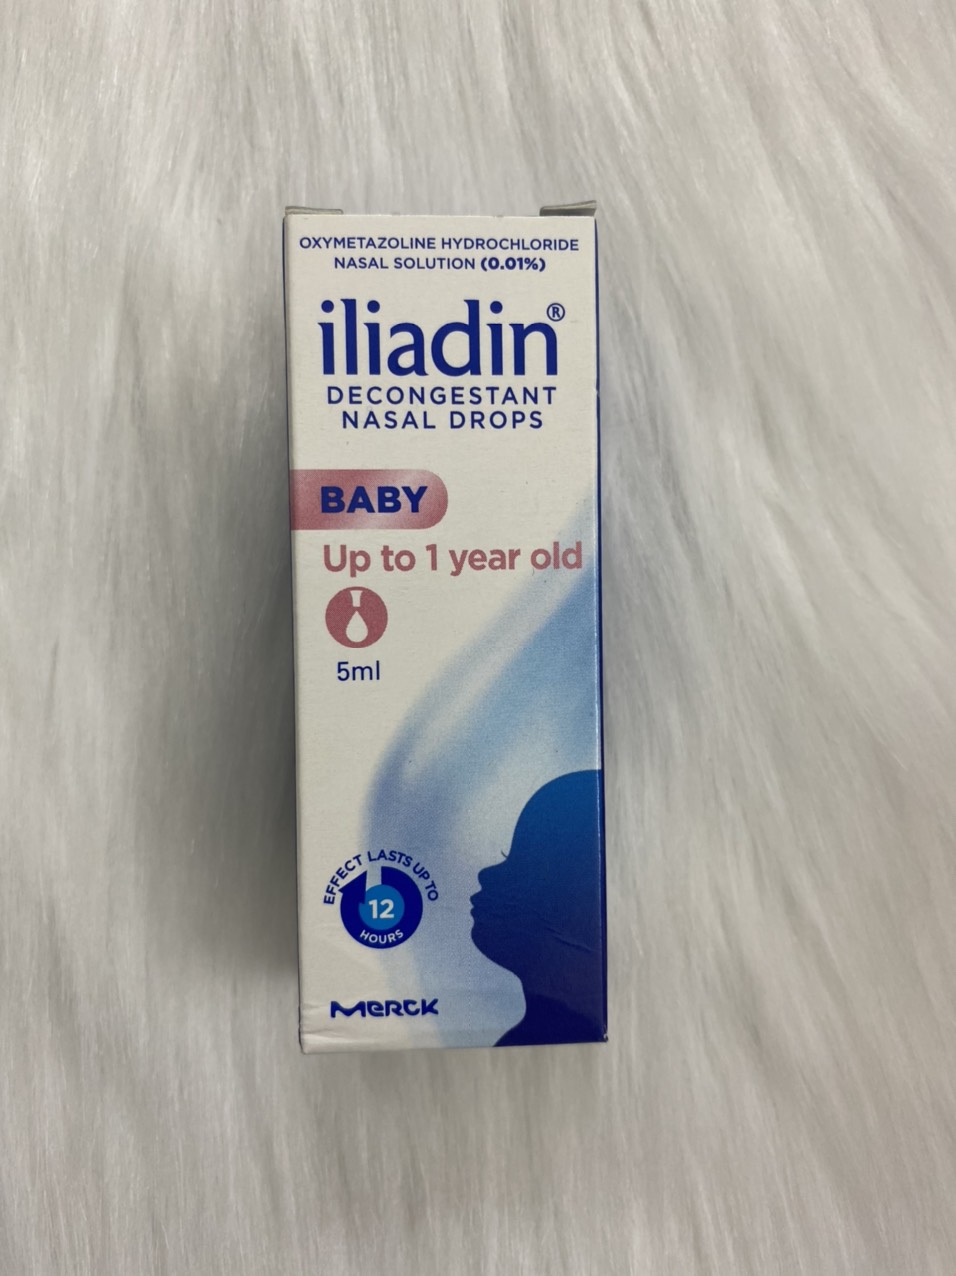 OXYMETAZOLINE HYDROCHLORIDE
NASAL SOLUTION (0.01%)
iliadin®
DECONGESTANT
NASAL DROPS
BABY
Up to 1 year old
5ml
EFFECT LASTS UP TO
12
HOURS
MERCK